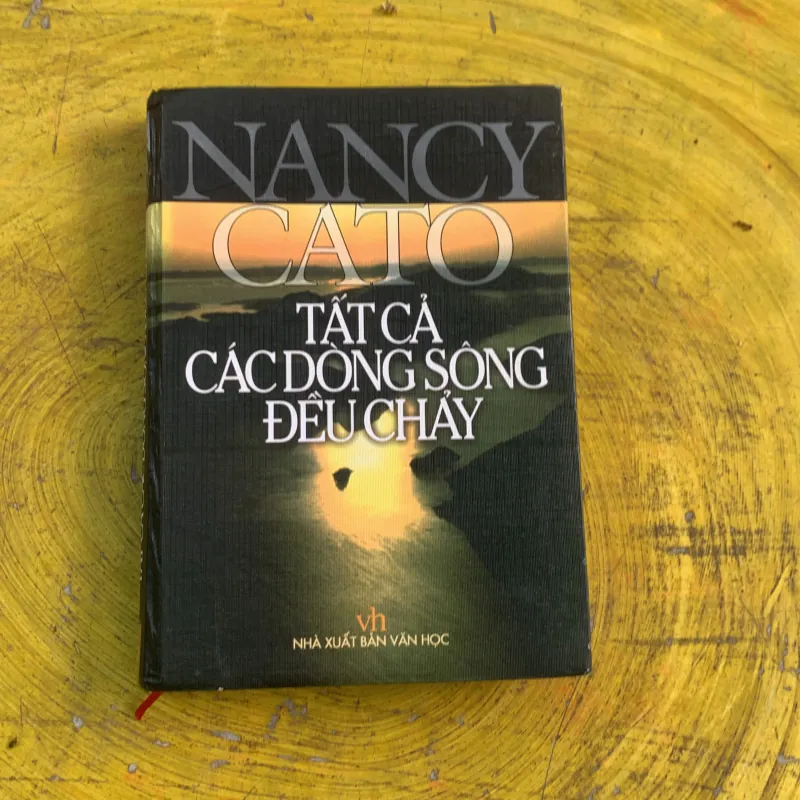 NANCY
CATO
TẤT CẢ
CÁC DÒNG SÔNG
ĐỀU CHẢY
vh
NHÀ XUẤT BẢN VĂN HỌC